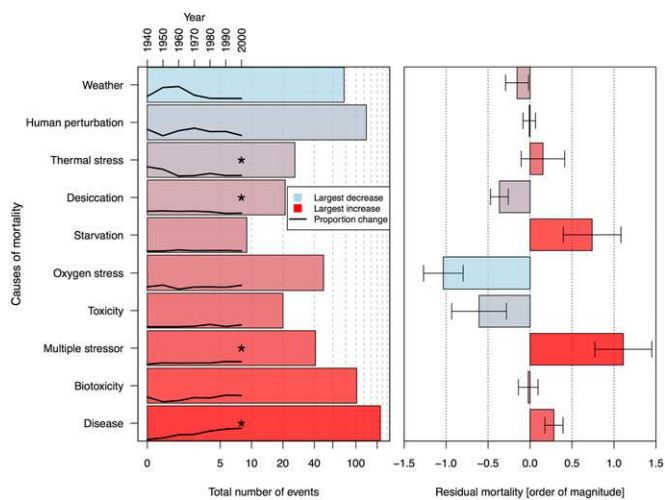 Year
1940 1950 1960 1970 1980 1990 2000
Causes of mortality
Weather
Human perturbation
Thermal stress
Desiccation
Starvation
Oxygen stress
Toxicity
Multiple stressor
Biotoxicity
Disease
*
*
*
*
Largest decrease
Largest increase
Proportion change
0 5 10 20 40 100
Total number of events
−1.5 −1.0 −0.5 0.0 0.5 1.0 1.5
Residual mortality [order of magnitude]